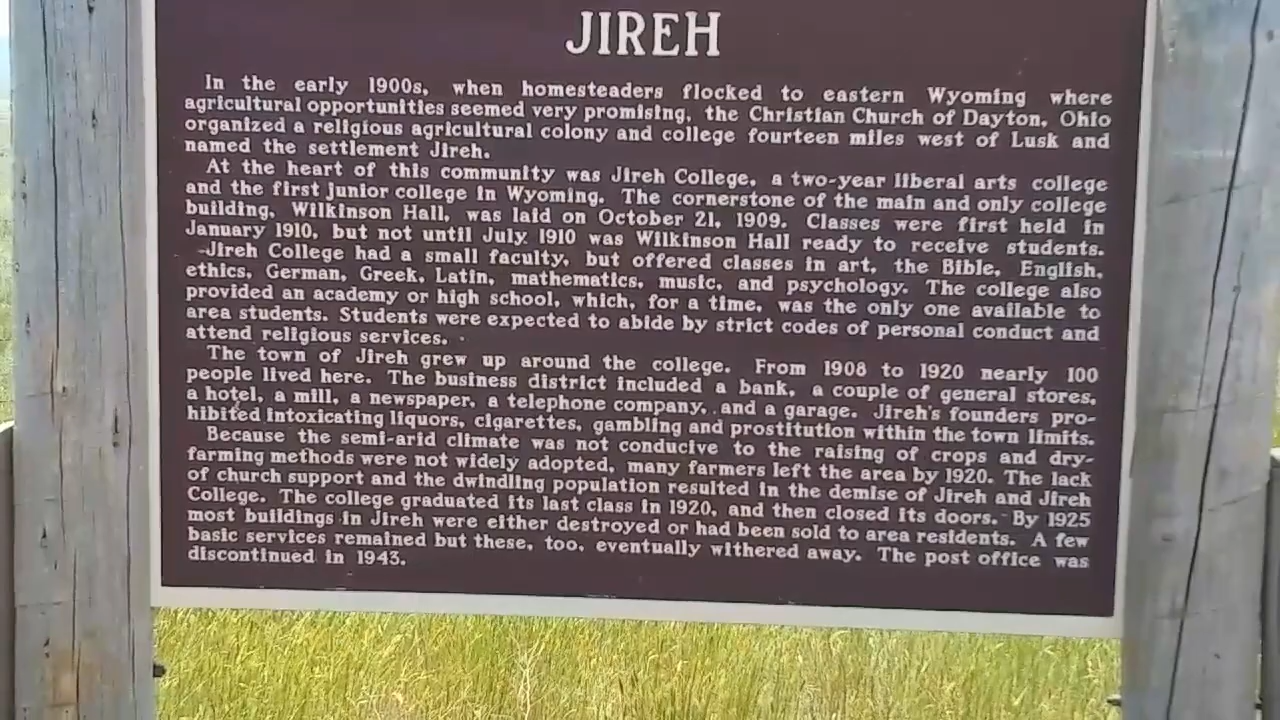 JIREH
In the early 1900s, when homesteaders flocked to eastern Wyoming where
agricultural opportunities seemed very promising, the Christian Church of Dayton, Ohio
organized a religious agricultural colony and college fourteen miles west of Lusk and
named the settlement Jireh.
At the heart of this community was Jireh College, a two-year liberal arts college
and the first junior college in Wyoming. The cornerstone of the main and only college
building, Wilkinson Hall, was laid on October 21, 1909. Classes were first held in
January 1910, but not until July 1910 was Wilkinson Hall ready to receive students.
Jireh College had a small faculty, but offered classes in art, the Bible, English,
ethics, German, Greek, Latin, mathematics, music, and psychology. The college also
provided an academy or high school, which, for a time, was the only one available to
area students. Students were expected to abide by strict codes of personal conduct and
attend religious services.
The town of Jireh grew up around the college. From 1908 to 1920 nearly 100
people lived here. The business district included a bank, a couple of general stores,
a hotel, a mill, a newspaper, a telephone company, and a garage. Jireh's founders pro-
hibited intoxicating liquors, cigarettes, gambling and prostitution within the town limits.
Because the semi-arid climate was not conducive to the raising of crops and dry-
farming methods were not widely adopted, many farmers left the area by 1920. The lack
of church support and the dwindling population resulted in the demise of Jireh and Jireh
College. The college graduated its last class in 1920, and then closed its doors. By 1925
most buildings in Jireh were either destroyed or had been sold to area residents. A few
basic services remained but these, too, eventually withered away. The post office was
discontinued in 1943.